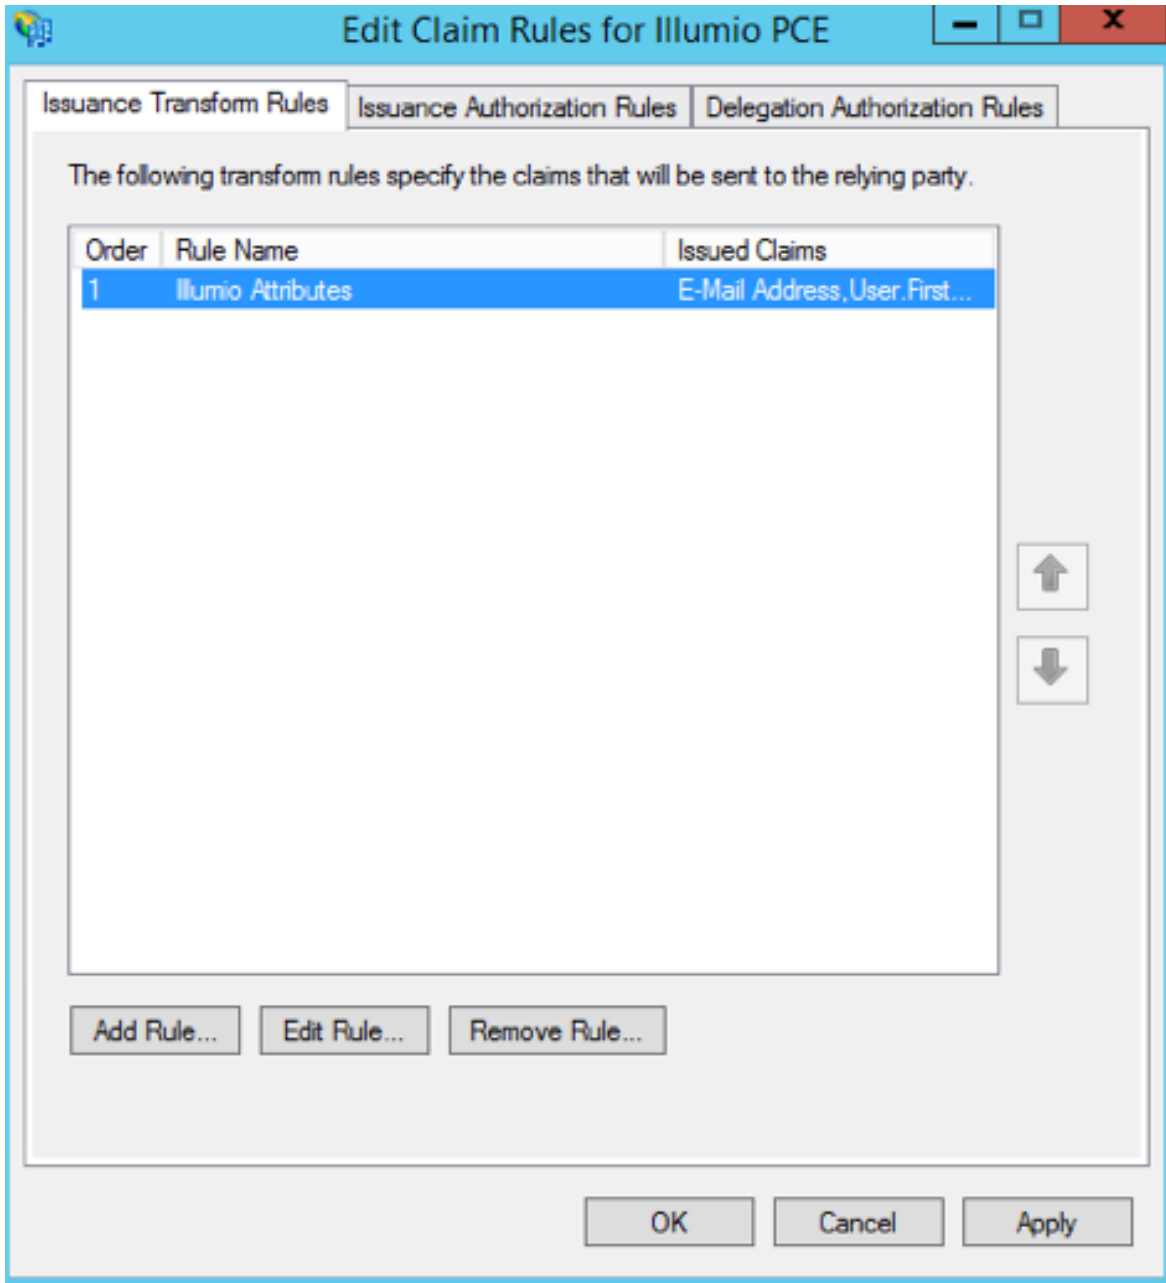 Edit Claim Rules for Illumio PCE
Issuance Transform Rules
Issuance Authorization Rules
Delegation Authorization Rules
The following transform rules specify the claims that will be sent to the relying party.
Order Rule Name Issued Claims
1 Illumio Attributes E-Mail Address,User.First...
Add Rule... Edit Rule... Remove Rule...
OK Cancel Apply